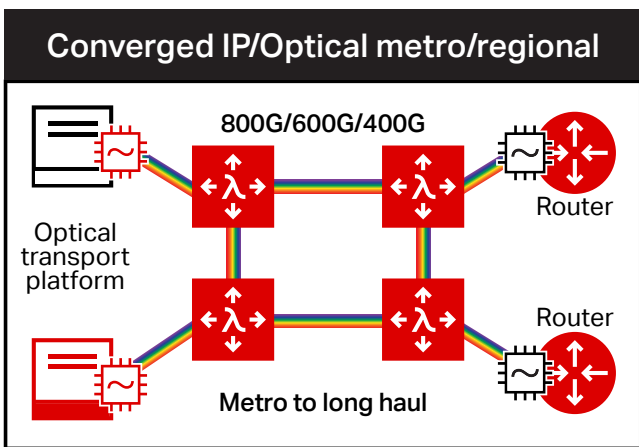 Converged IP/Optical metro/regional
800G/600G/400G
λ
λ
Router
Optical
transport
platform
λ
λ
Router
Metro to long haul